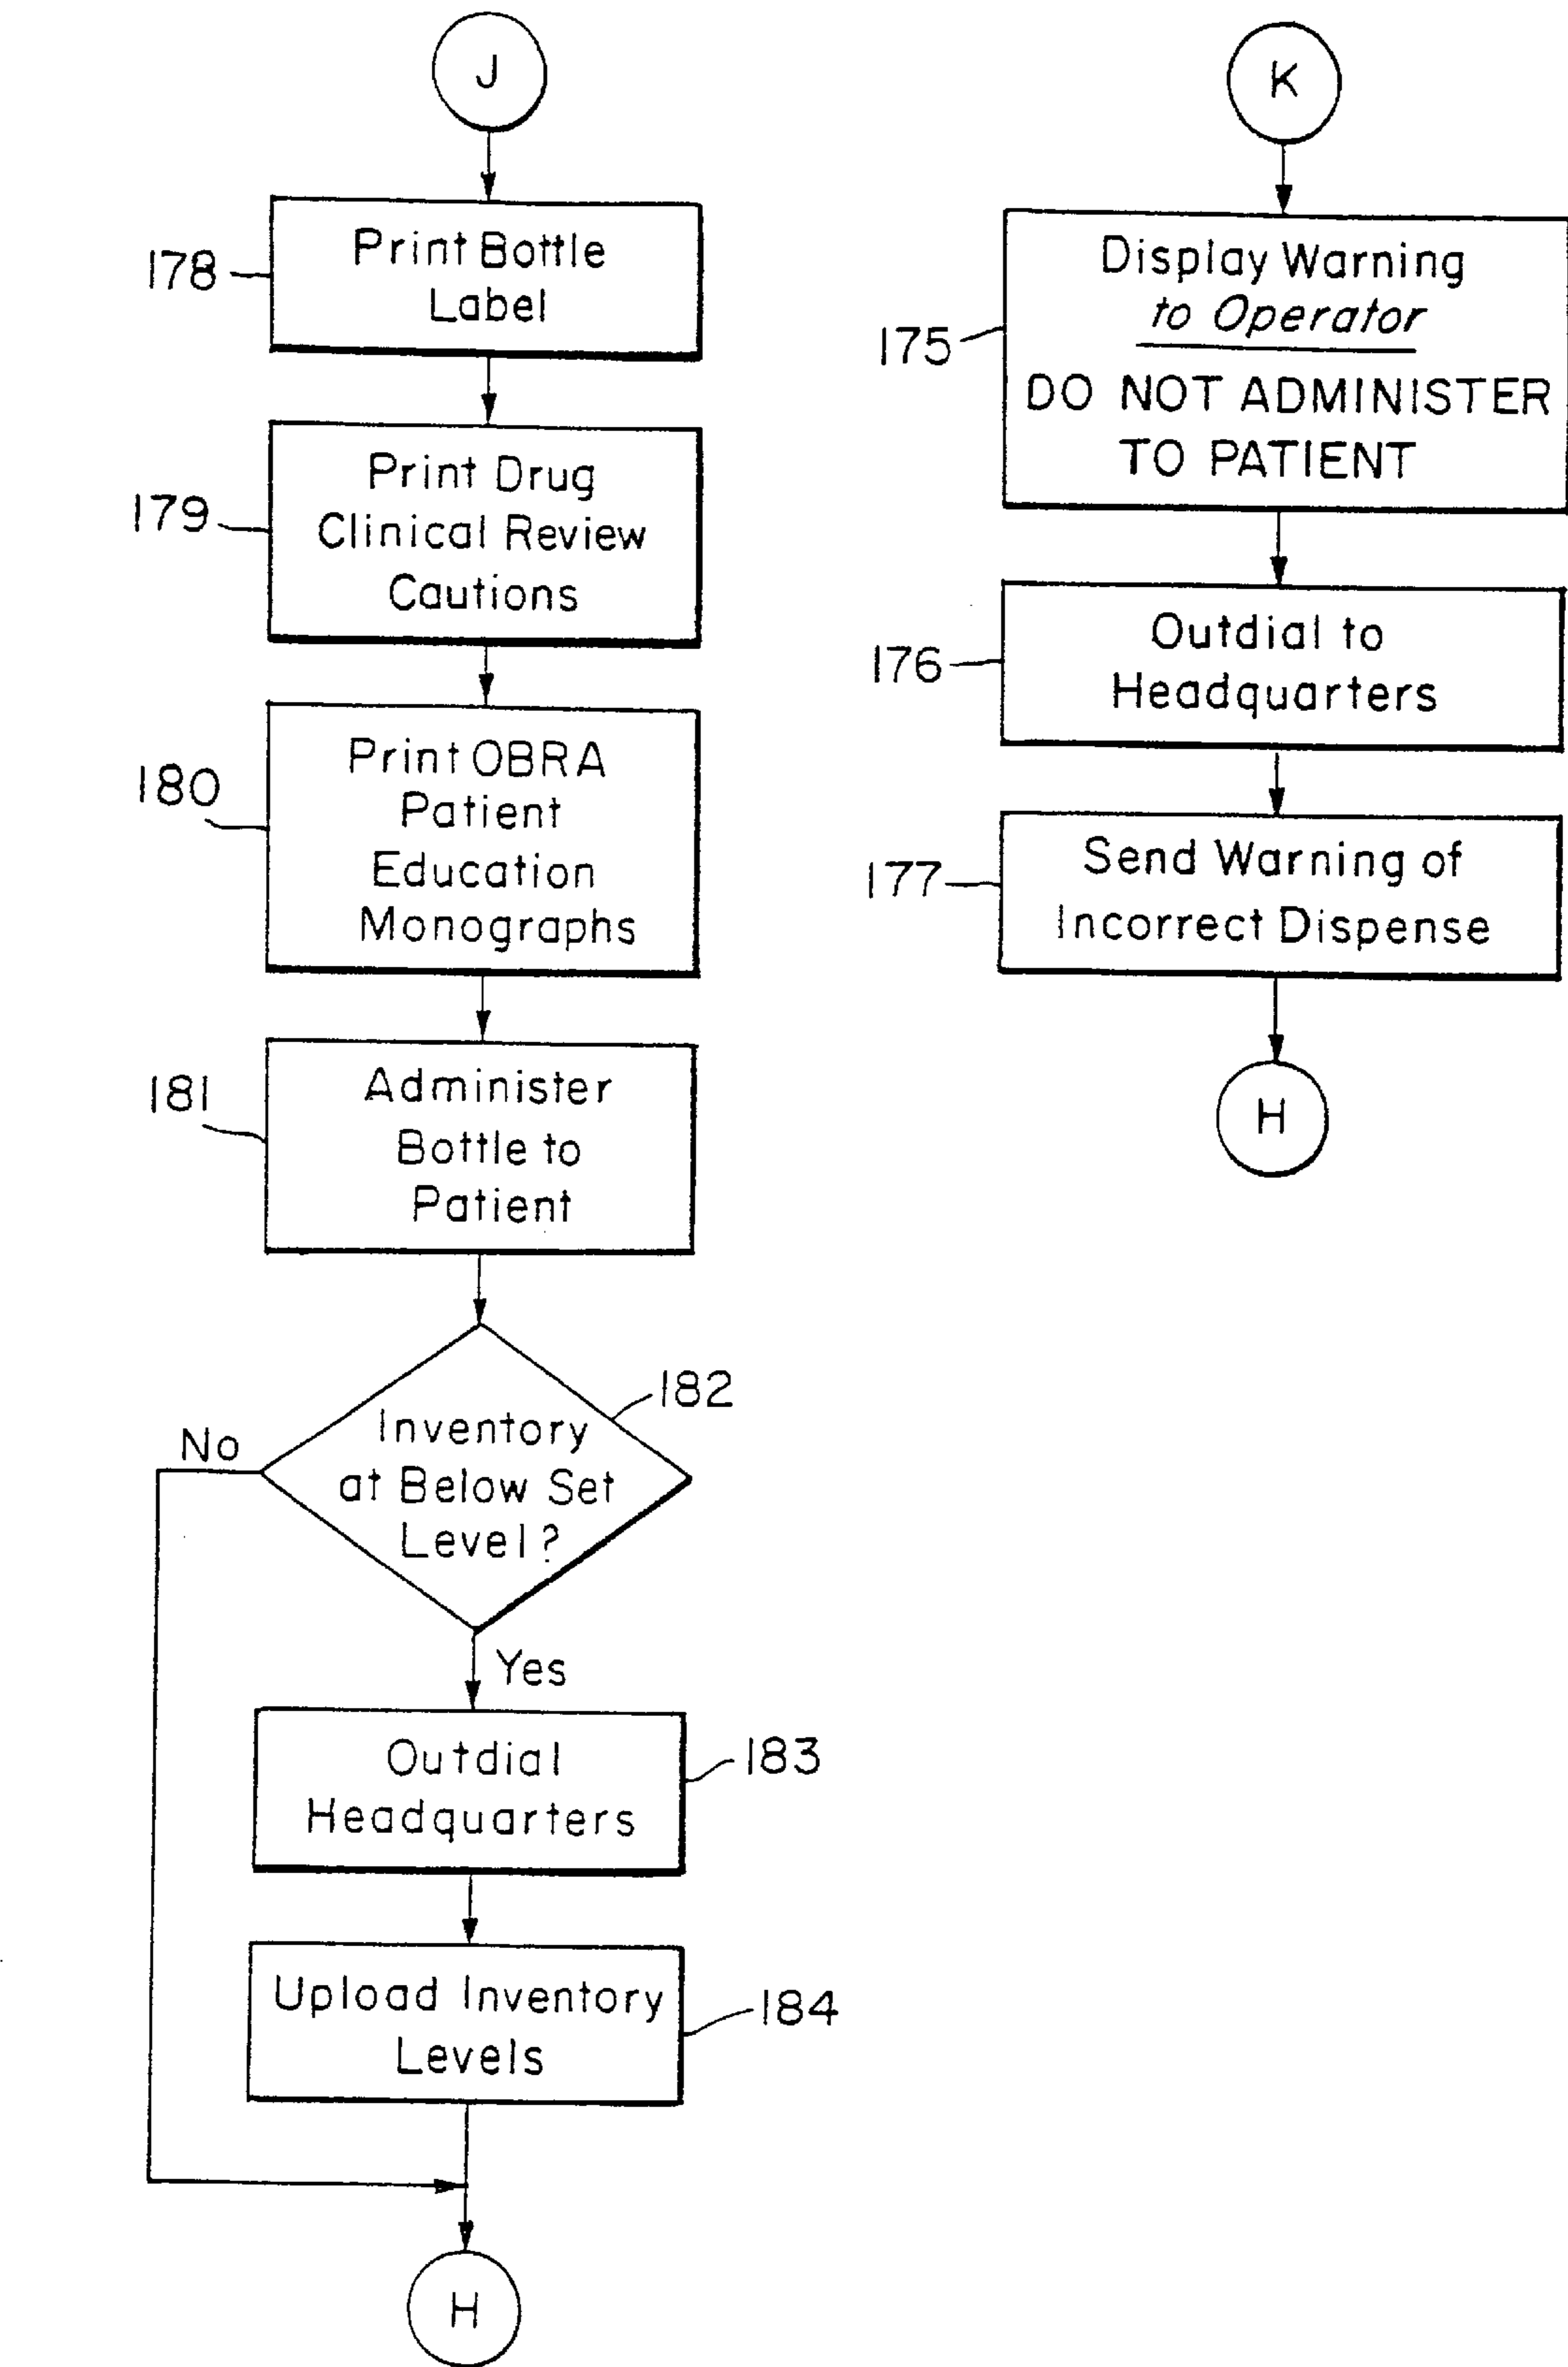 J
178
Print Bottle
Label
179
Print Drug
Clinical Review
Cautions
180
Print OBRA
Patient
Education
Monographs
181
Administer
Bottle to
Patient
182
Inventory
at Below Set
Level?
No
Yes
183
Outdial
Headquarters
184
Upload Inventory
Levels
H
K
175
Display Warning
to Operator
DO NOT ADMINISTER
TO PATIENT
176
Outdial to
Headquarters
177
Send Warning of
Incorrect Dispense
H